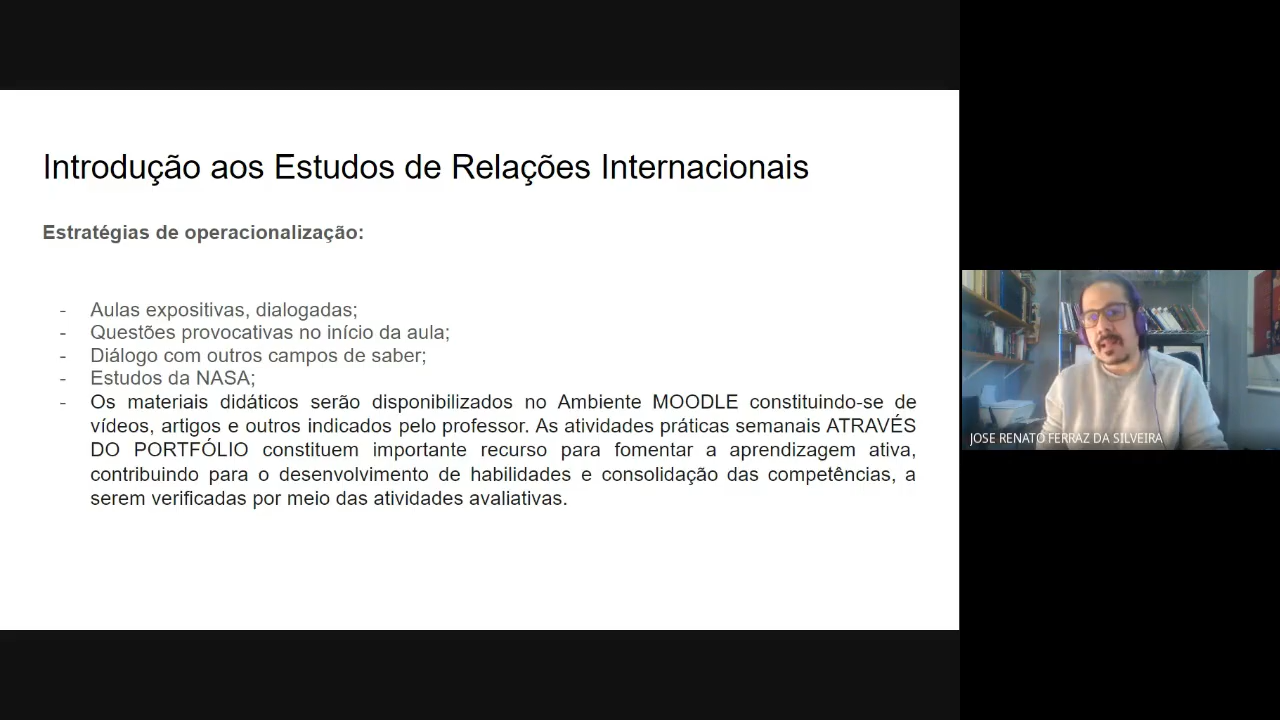 Introdução aos Estudos de Relações Internacionais
Estratégias de operacionalização:
- Aulas expositivas, dialogadas;
- Questões provocativas no início da aula;
- Diálogo com outros campos de saber;
- Estudos da NASA;
- Os materiais didáticos serão disponibilizados no Ambiente MOODLE constituindo-se de
vídeos, artigos e outros indicados pelo professor. As atividades práticas semanais ATRAVÉS
DO PORTFÓLIO constituem importante recurso para fomentar a aprendizagem ativa,
contribuindo para o desenvolvimento de habilidades e consolidação das competências, a
serem verificadas por meio das atividades avaliativas.
JOSE RENATO FERRAZ DA SILVEIRA